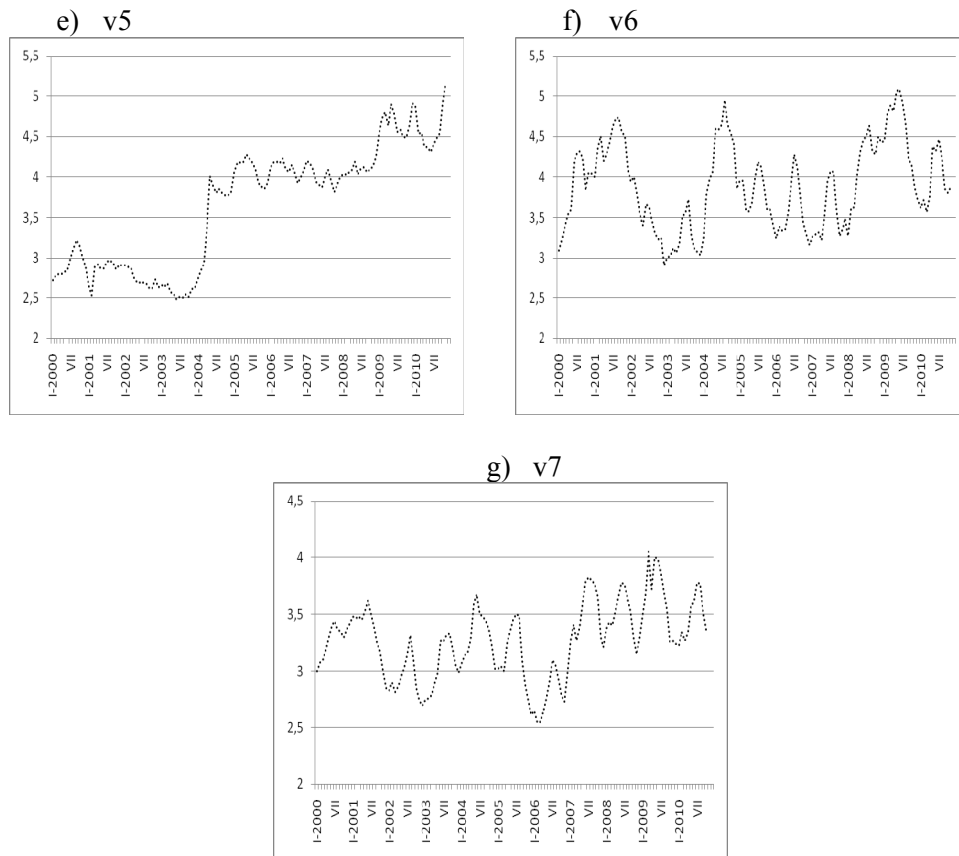 e) v5
f) v6
5,5
5
4,5
4
3,5
3
2,5
2
I-2000
VII
I-2001
VII
I-2002
VII
I-2003
VII
I-2004
VII
I-2005
VII
I-2006
VII
I-2007
VII
I-2008
VII
I-2009
VII
I-2010
VII
5,5
5
4,5
4
3,5
3
2,5
2
I-2000
VII
I-2001
VII
I-2002
VII
I-2003
VII
I-2004
VII
I-2005
VII
I-2006
VII
I-2007
VII
I-2008
VII
I-2009
VII
I-2010
VII
g) v7
4,5
4
3,5
3
2,5
2
I-2000
VII
I-2001
VII
I-2002
VII
I-2003
VII
I-2004
VII
I-2005
VII
I-2006
VII
I-2007
VII
I-2008
VII
I-2009
VII
I-2010
VII